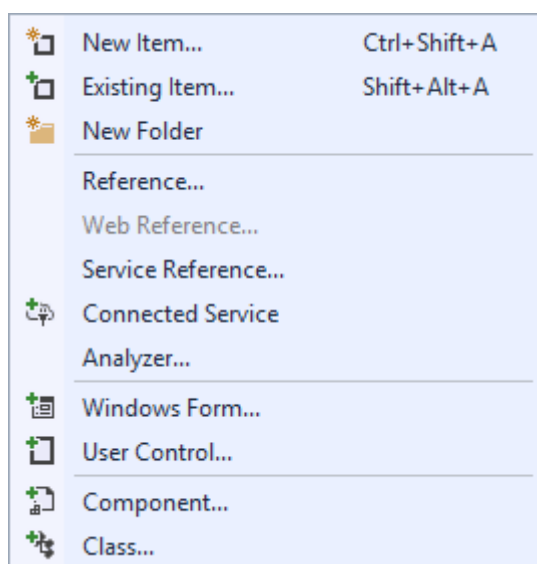 New Item... Ctrl+Shift+A
Existing Item... Shift+Alt+A
New Folder
Reference...
Web Reference...
Service Reference...
Connected Service
Analyzer...
Windows Form...
User Control...
Component...
Class...